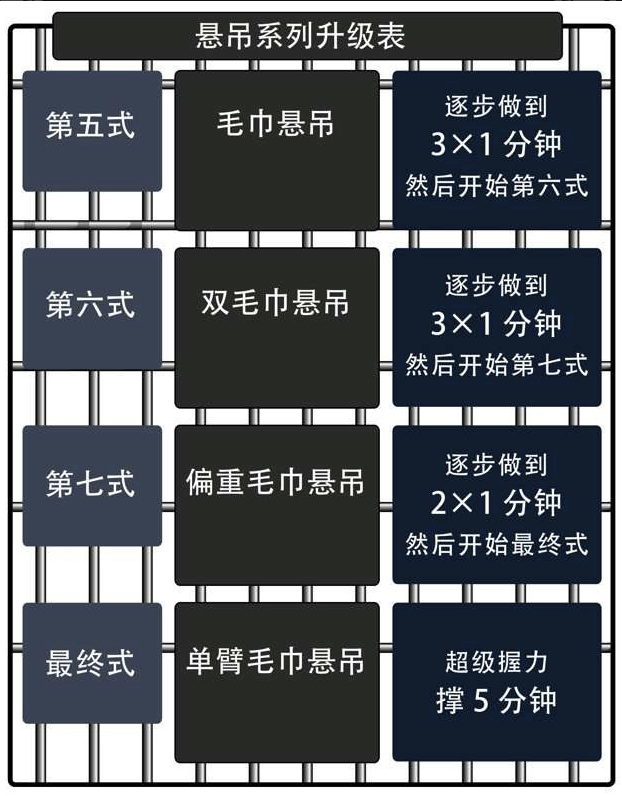 悬吊系列升级表
第五式
毛巾悬吊
逐步做到
3×1 分钟
然后开始第六式
第六式
双毛巾悬吊
逐步做到
3×1 分钟
然后开始第七式
第七式
偏重毛巾悬吊
逐步做到
2×1 分钟
然后开始最终式
最终式
单臂毛巾悬吊
超级握力
撑 5 分钟